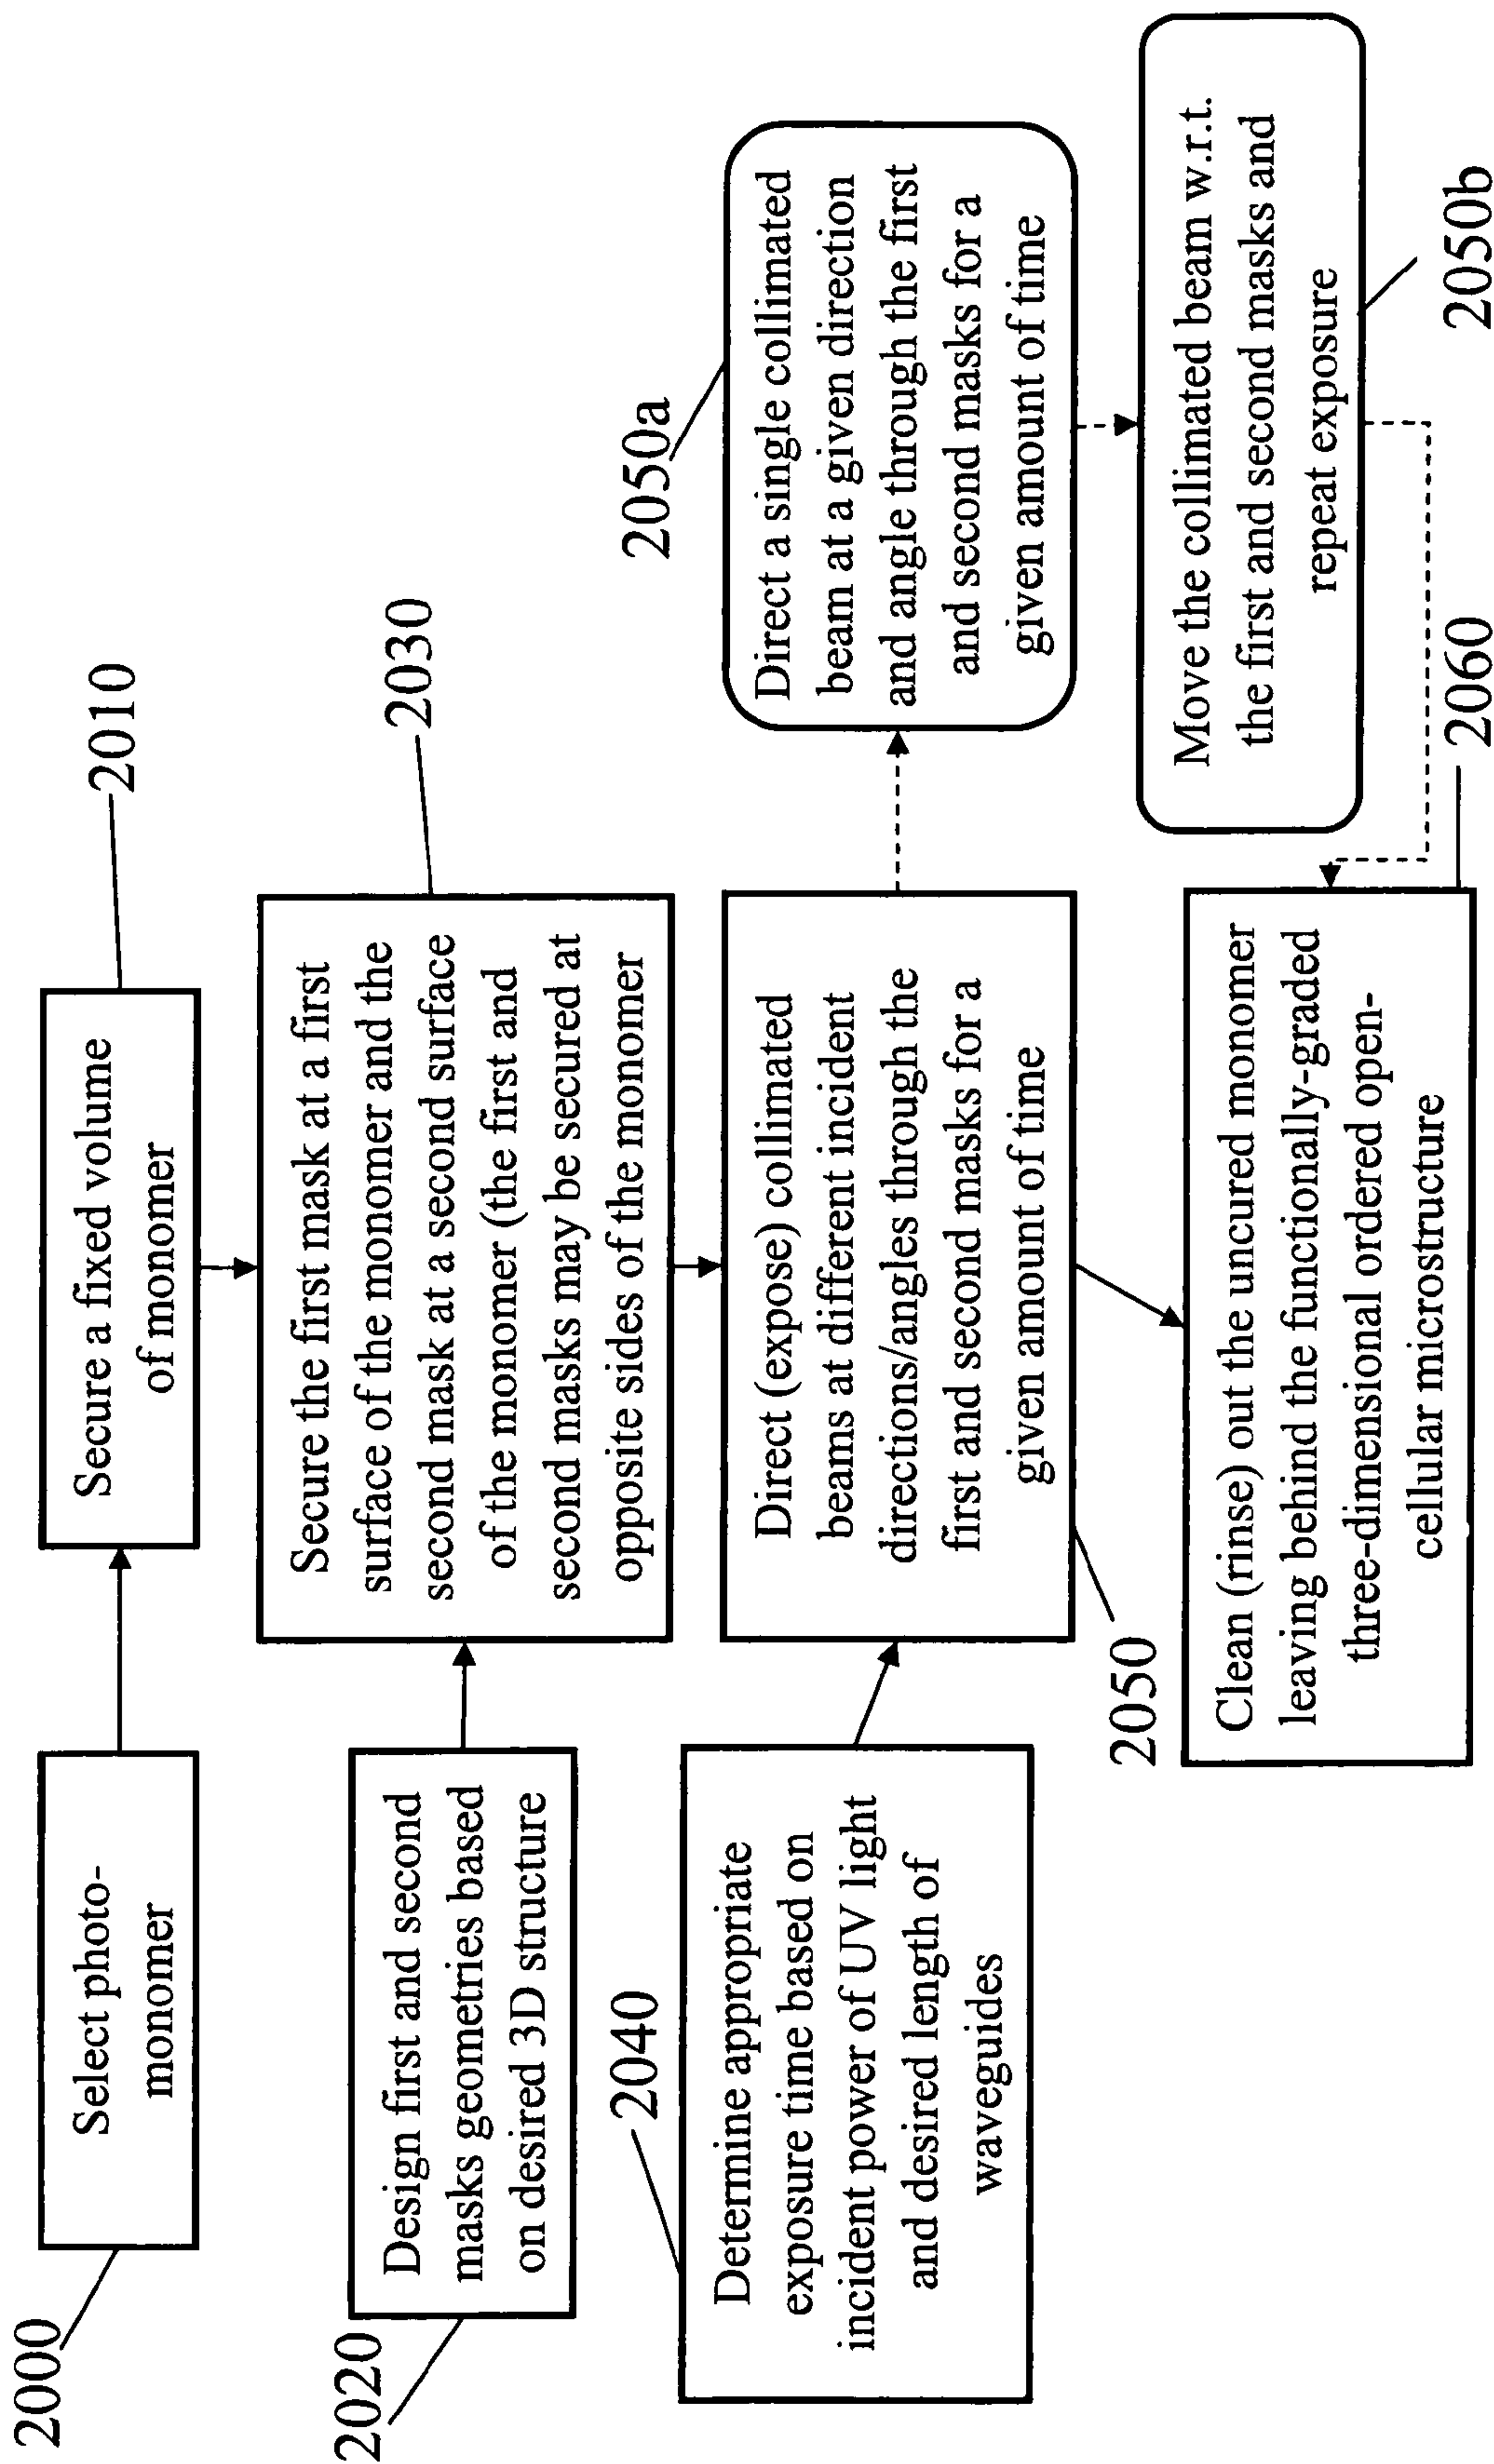 2000
Select photo-
monomer
Secure a fixed volume
of monomer
2010
2020
Design first and second
masks geometries based
on desired 3D structure
Secure the first mask at a first
surface of the monomer and the
second mask at a second surface
of the monomer (the first and
second masks may be secured at
opposite sides of the monomer
2030
2040
Determine appropriate
exposure time based on
incident power of UV light
and desired length of
waveguides
2050
Direct (expose) collimated
beams at different incident
directions/angles through the
first and second masks for a
given amount of time
2050a
Direct a single collimated
beam at a given direction
and angle through the first
and second masks for a
given amount of time
Move the collimated beam w.r.t.
the first and second masks and
repeat exposure
2050b
Clean (rinse) out the uncured monomer
leaving behind the functionally-graded
three-dimensional ordered open-
cellular microstructure
2060